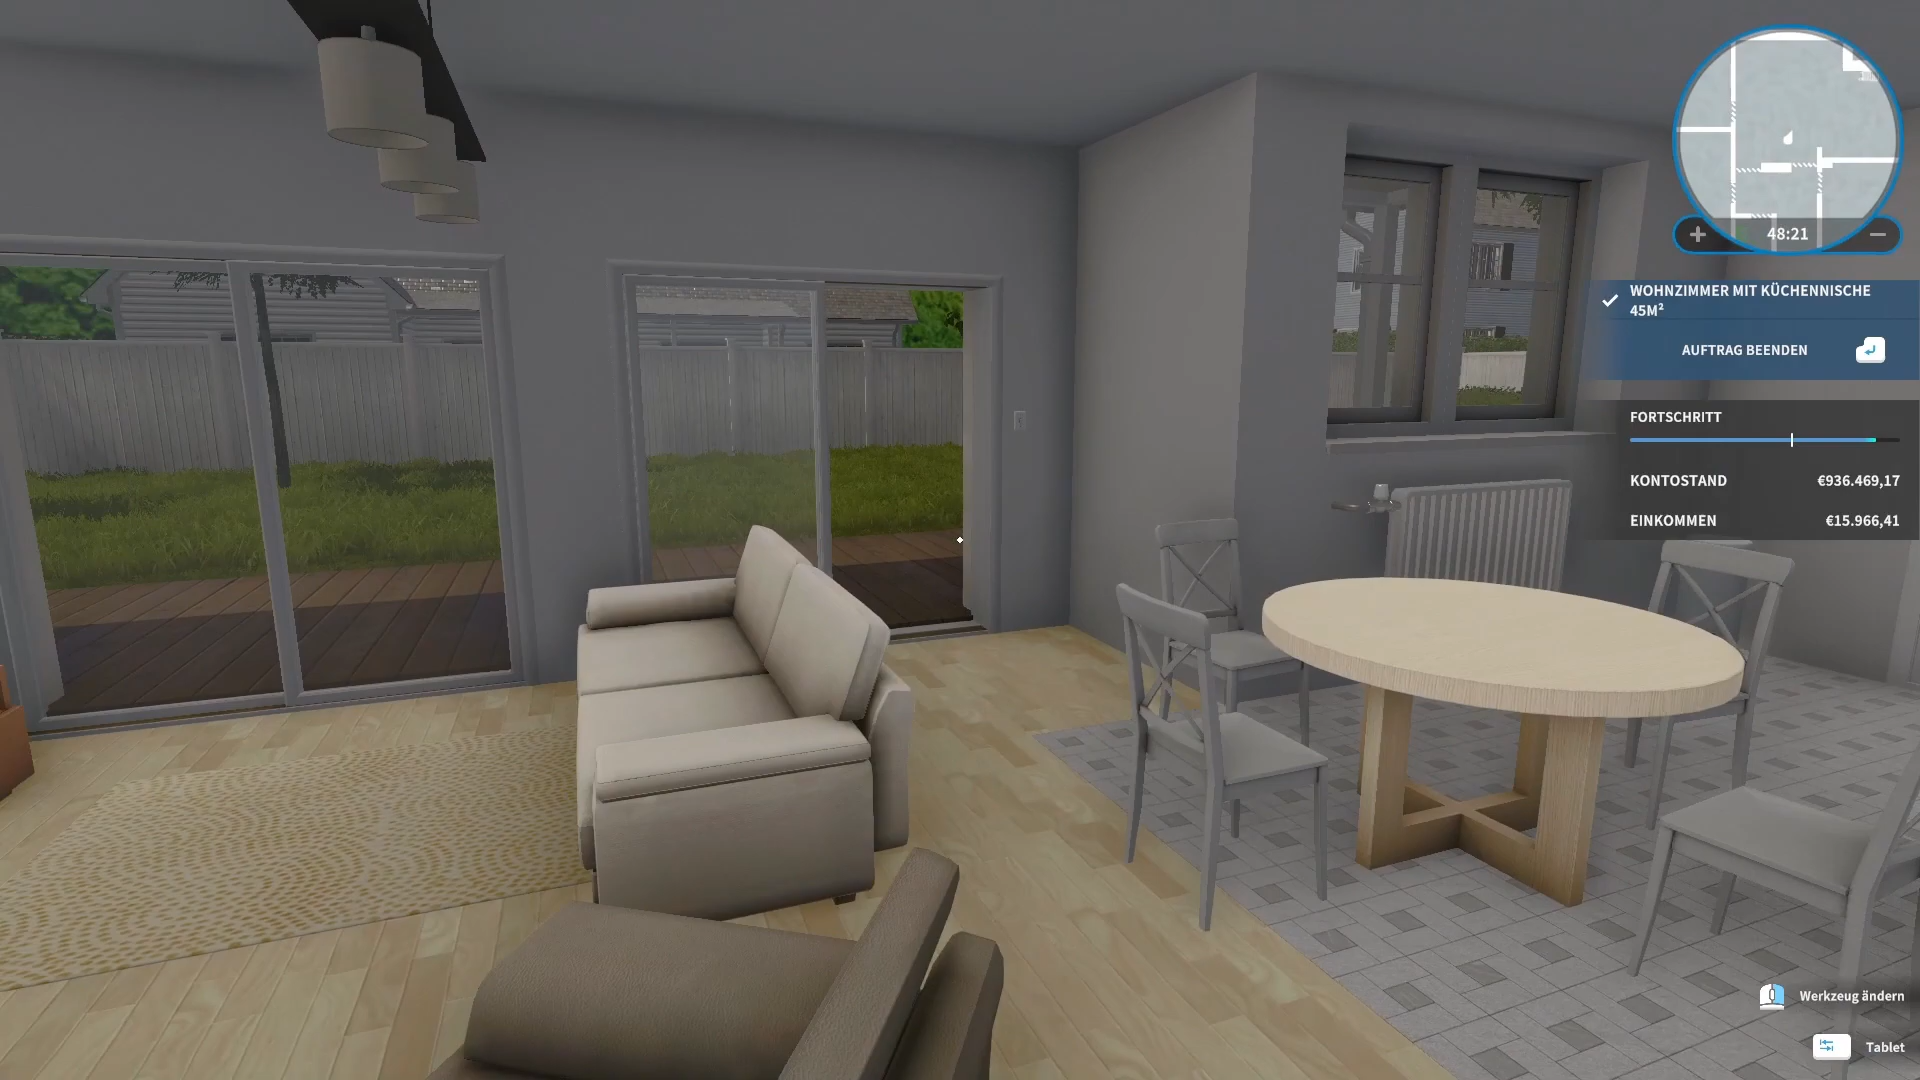 48:21
WOHNZIMMER MIT KÜCHENNISCHE
45M²
AUFTRAG BEENDEN
FORTSCHRITT
KONTOSTAND €936.469,17
EINKOMMEN €15.966,41
Werkzeug ändern
Tablet